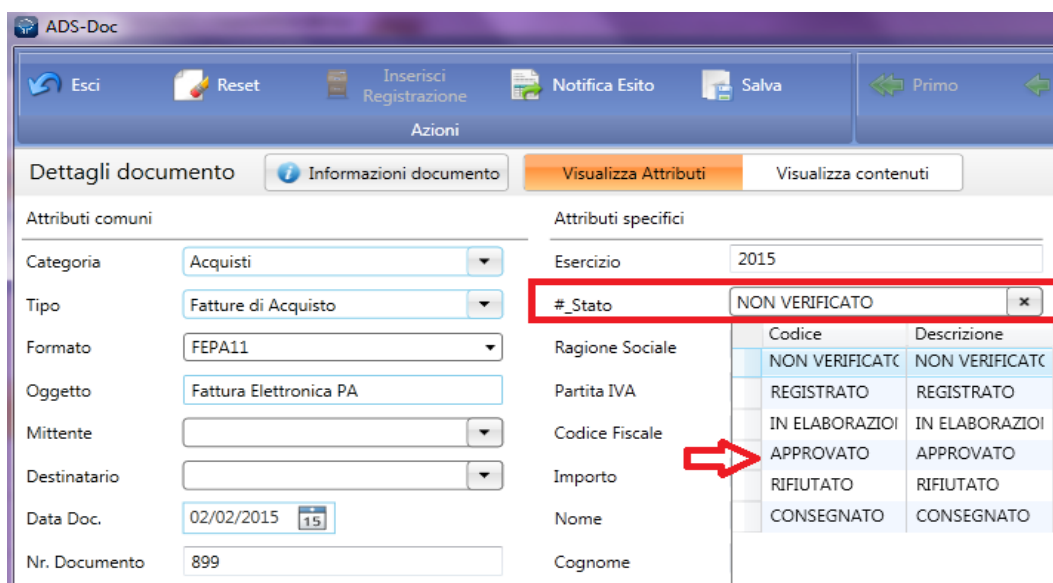 ADS-Doc
Esci
Reset
Inserisci
Registrazione
Notifica Esito
Salva
Primo
Azioni
Dettagli documento
Informazioni documento
Visualizza Attributi
Visualizza contenuti
Attributi comuni
Categoria Acquisti
Tipo Fatture di Acquisto
Formato FEPA11
Oggetto Fattura Elettronica PA
Mittente
Destinatario
Data Doc. 02/02/2015 15
Nr. Documento 899
Attributi specifici
Esercizio 2015
#_Stato NON VERIFICATO
Ragione Sociale
Partita IVA
Codice Fiscale
Importo
Nome
Cognome
Codice Descrizione
NON VERIFICATO NON VERIFICATO
REGISTRATO REGISTRATO
IN ELABORAZIOI IN ELABORAZIOI
APPROVATO APPROVATO
RIFIUTATO RIFIUTATO
CONSEGNATO CONSEGNATO